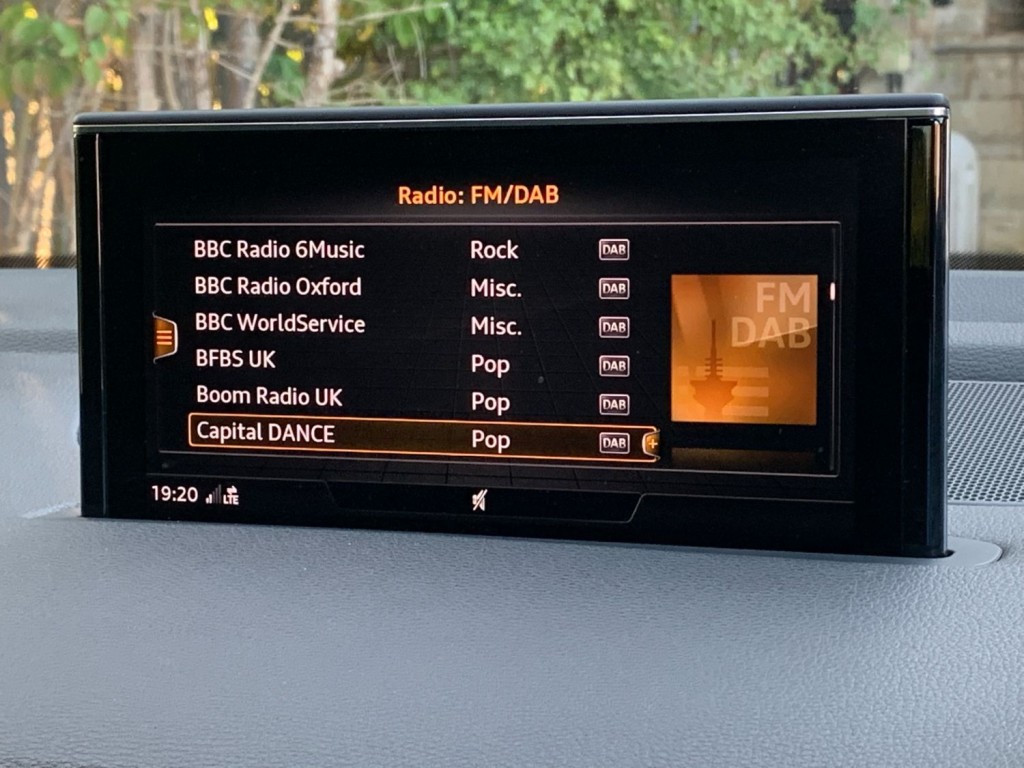 Radio: FM/DAB
BBC Radio 6Music Rock DAB
BBC Radio Oxford Misc. DAB
BBC WorldService Misc. DAB
BFBS UK Pop DAB
Boom Radio UK Pop DAB
Capital DANCE Pop DAB
FM
DAB
19:20 LTE